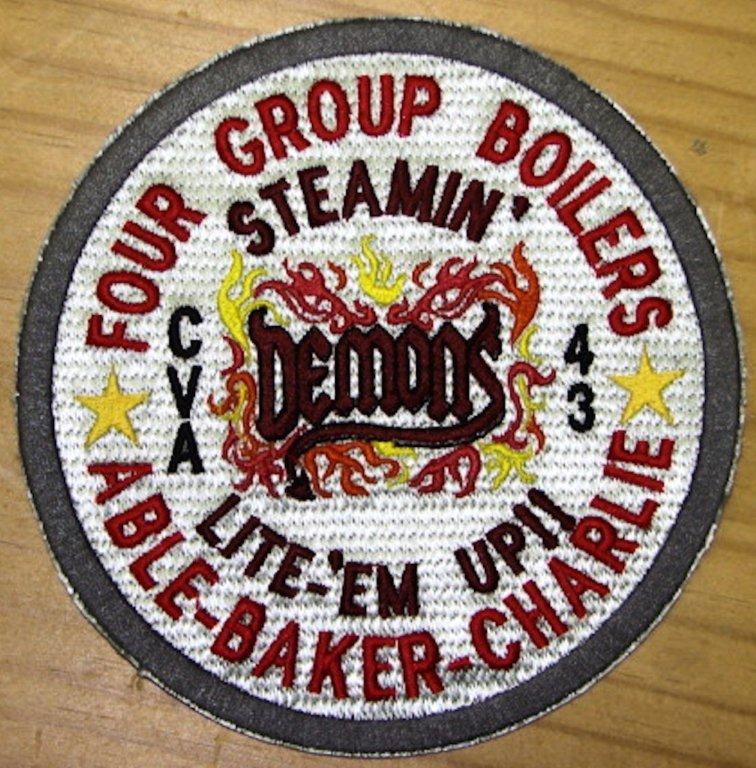 FOUR GROUP BOILERS
STEAMIN'
CVA
DEMONS
43
LITE-'EM UP!!
ABLE-BAKER-CHARLIE